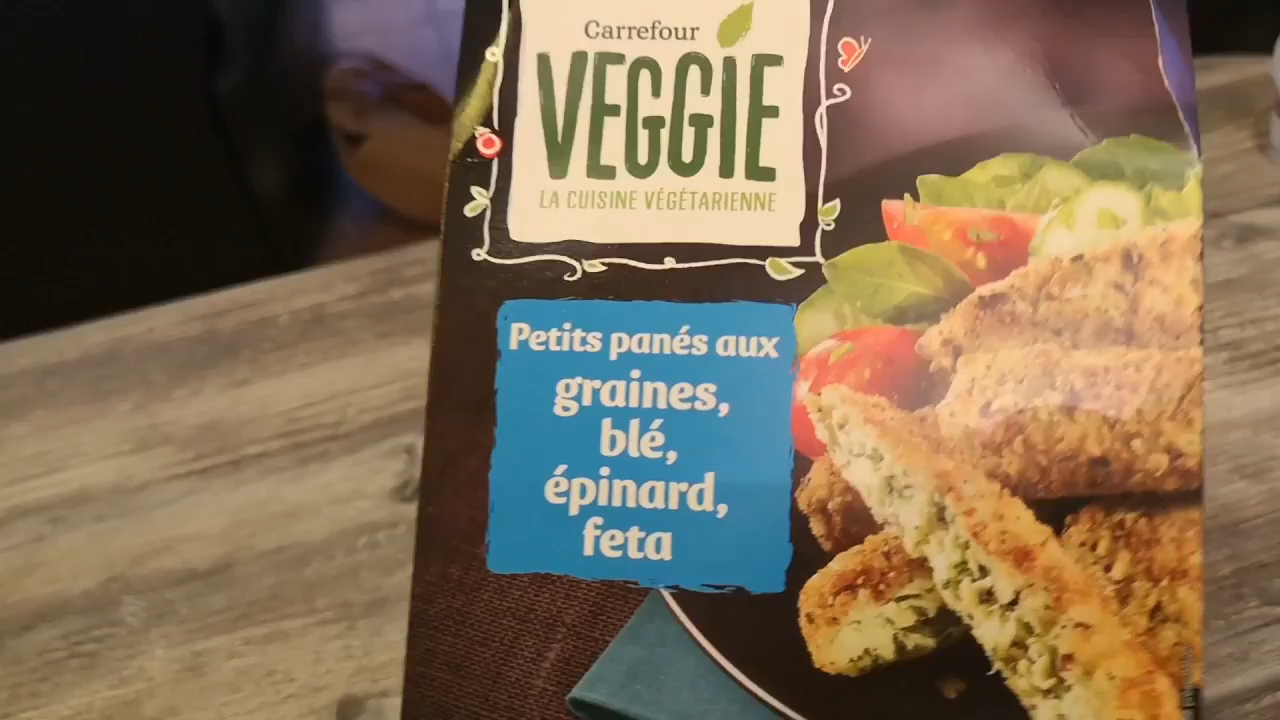 Carrefour
VEGGIE
LA CUISINE VÉGÉTARIENNE
Petits panés aux
graines,
blé,
épinard,
feta